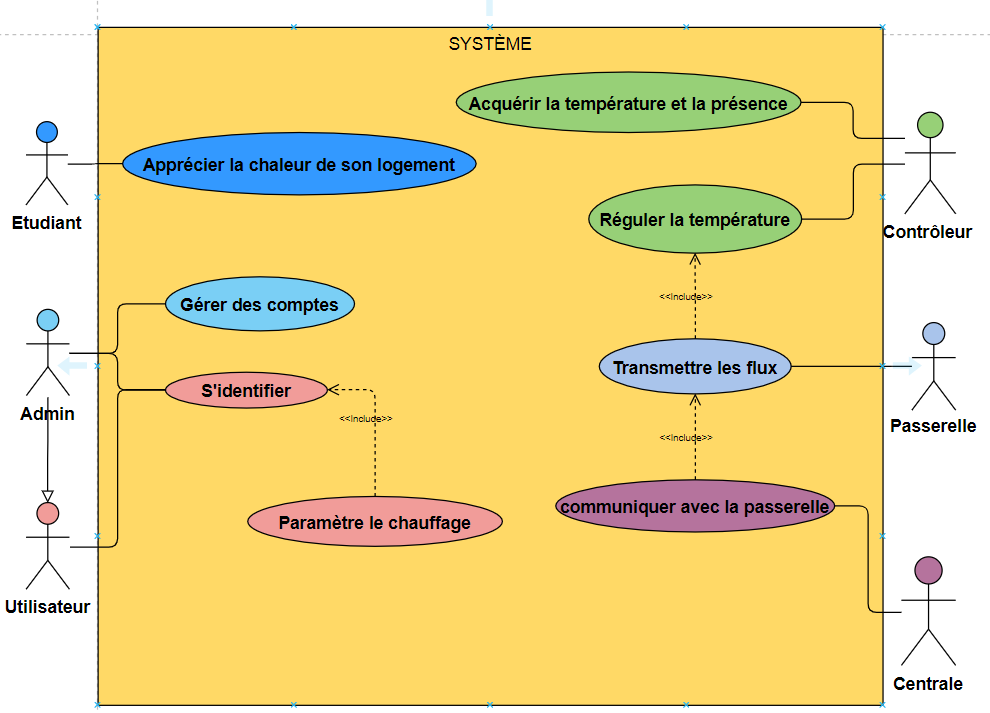 SYSTÈME
Acquérir la température et la présence
Apprécier la chaleur de son logement
Etudiant
Réguler la température
Contrôleur
<<Include>>
Gérer des comptes
Transmettre les flux
S'identifier
Admin
<<Include>>
Passerelle
<<Include>>
communiquer avec la passerelle
Paramètre le chauffage
Utilisateur
Centrale